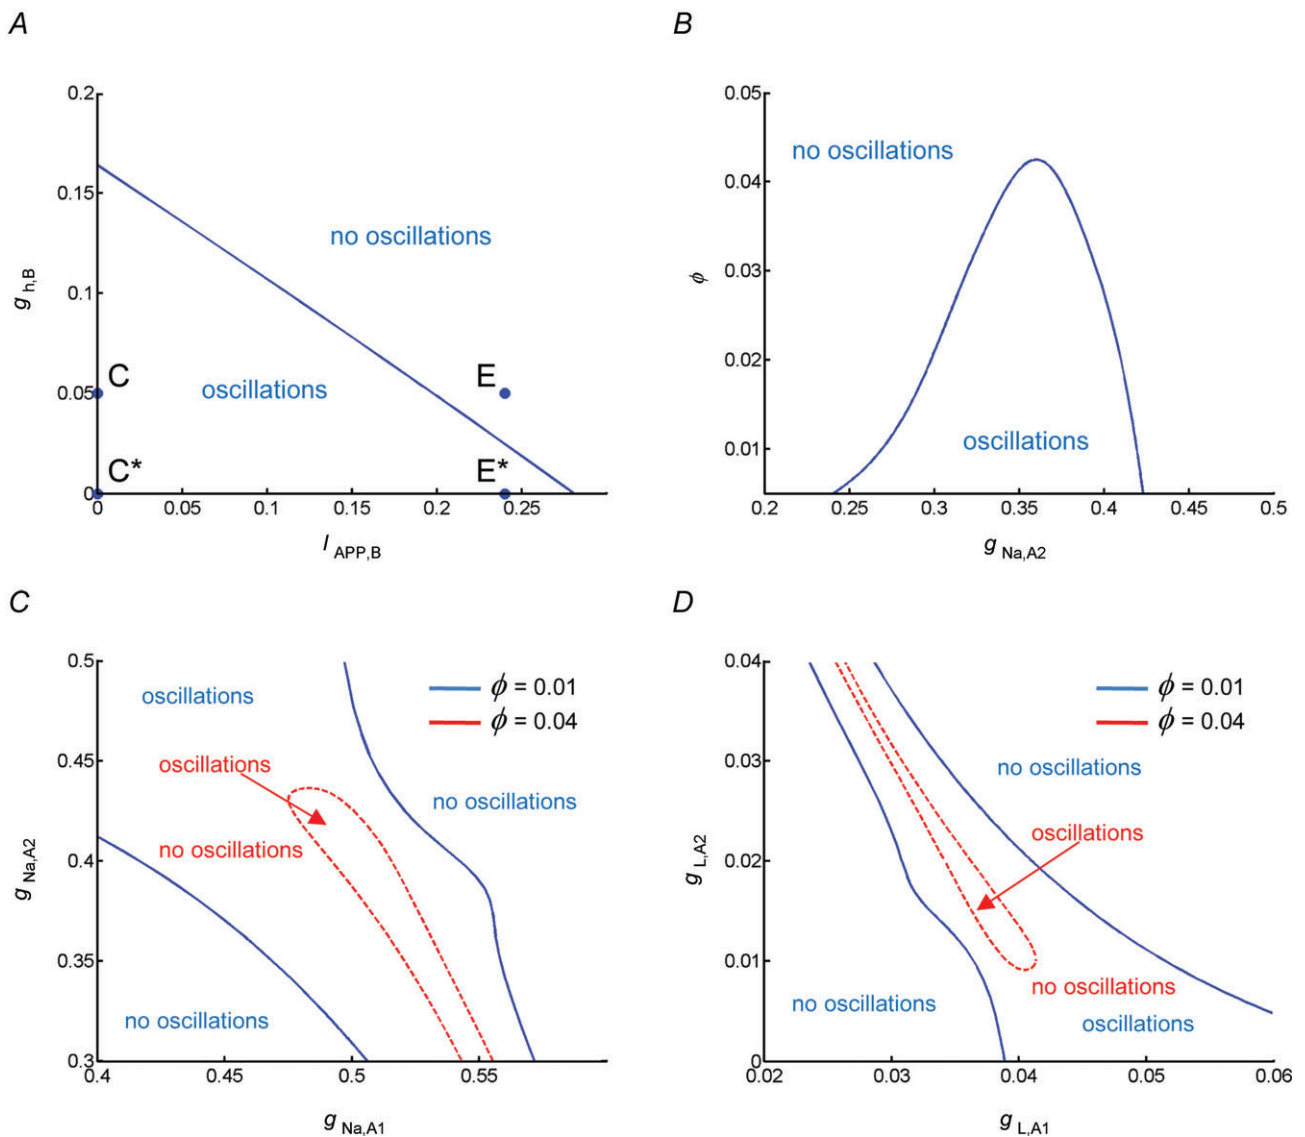 A
B
0.2
0.15
0.1
0.05
0
g h,B
no oscillations
C
oscillations
E
C*
E*
0 0.05 0.1 0.15 0.2 0.25
I APP,B
0.05
0.04
0.03
0.02
0.01
ϕ
no oscillations
oscillations
0.2 0.25 0.3 0.35 0.4 0.45 0.5
g Na,A2
C
D
0.5
0.45
0.4
0.35
0.3
g Na,A2
oscillations
ϕ = 0.01
ϕ = 0.04
oscillations
no oscillations
no oscillations
no oscillations
0.4 0.45 0.5 0.55
g Na,A1
0.04
0.03
0.02
0.01
0
g L,A2
ϕ = 0.01
ϕ = 0.04
no oscillations
oscillations
no oscillations
no oscillations
oscillations
0.02 0.03 0.04 0.05 0.06
g L,A1